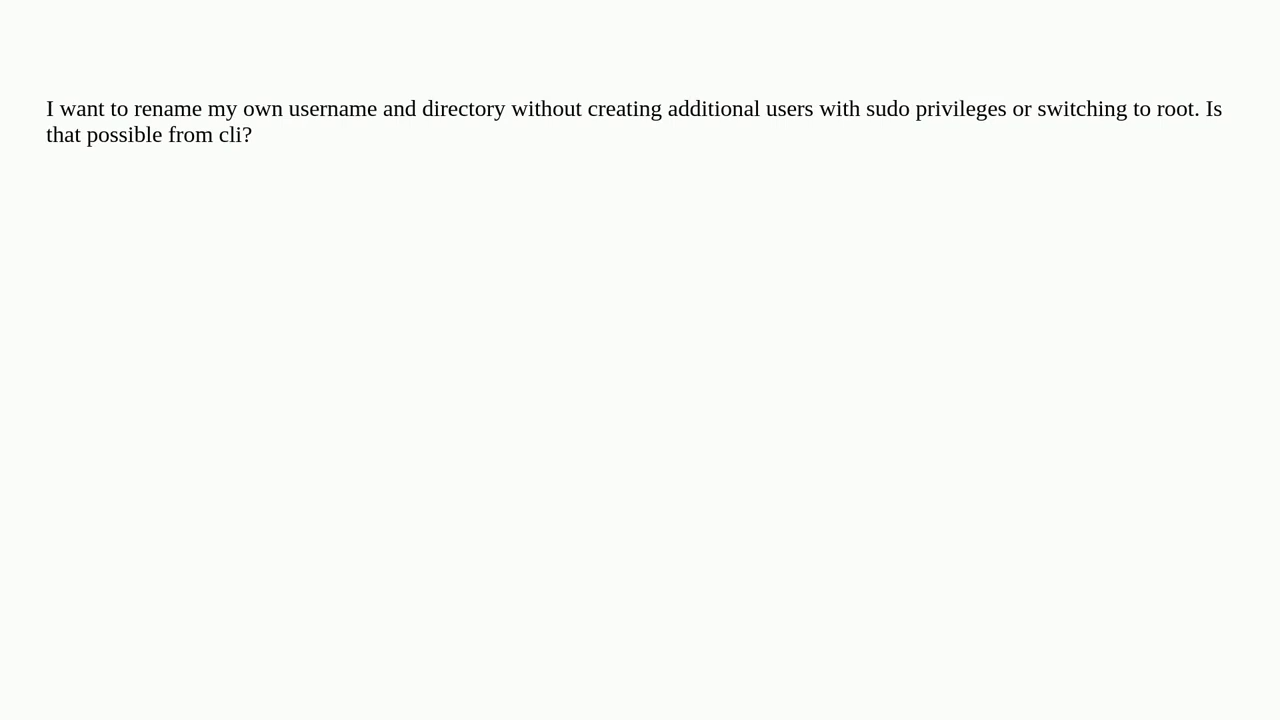 I want to rename my own username and directory without creating additional users with sudo privileges or switching to root. Is
that possible from cli?